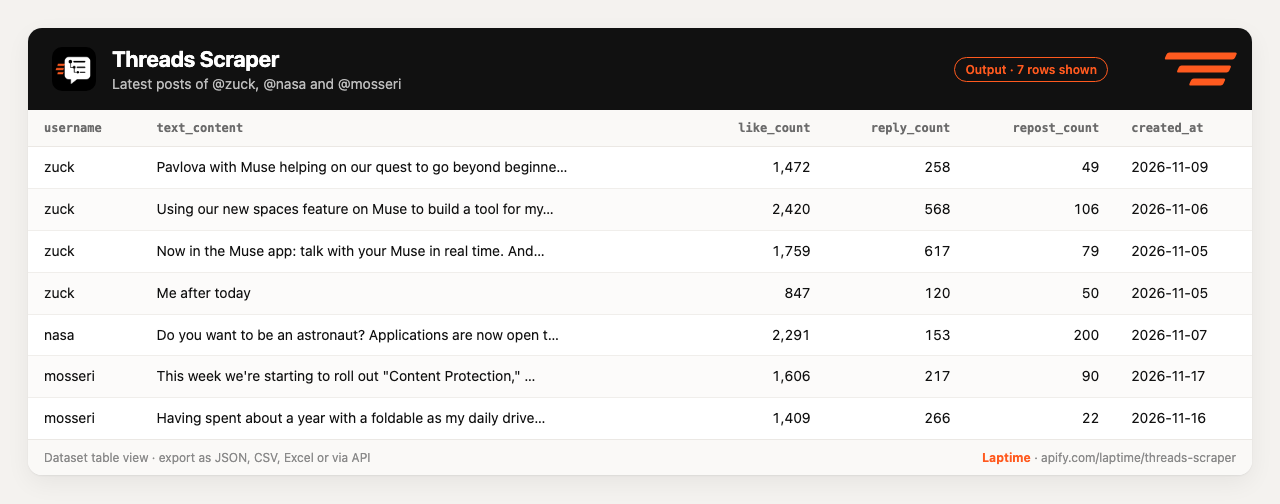 Threads Scraper
Latest posts of @zuck, @nasa and @mosseri
Output · 7 rows shown
username text_content like_count reply_count repost_count created_at
zuck Pavlova with Muse helping on our quest to go beyond beginne... 1,472 258 49 2026-11-09
zuck Using our new spaces feature on Muse to build a tool for my... 2,420 568 106 2026-11-06
zuck Now in the Muse app: talk with your Muse in real time. And... 1,759 617 79 2026-11-05
zuck Me after today 847 120 50 2026-11-05
nasa Do you want to be an astronaut? Applications are now open t... 2,291 153 200 2026-11-07
mosseri This week we're starting to roll out "Content Protection," ... 1,606 217 90 2026-11-17
mosseri Having spent about a year with a foldable as my daily drive... 1,409 266 22 2026-11-16
Dataset table view · export as JSON, CSV, Excel or via API
Laptime · apify.com/laptime/threads-scraper